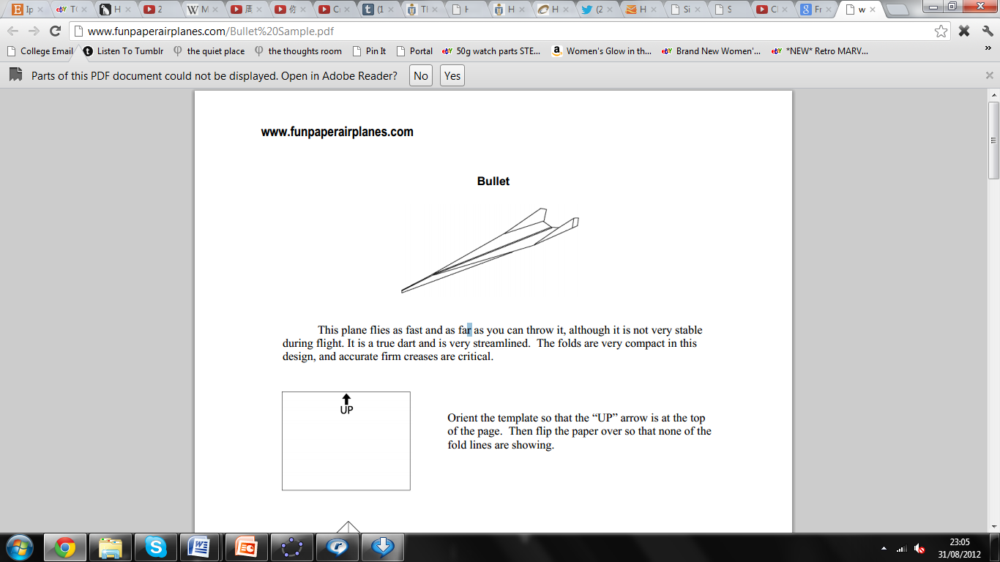 Ip TC H 2 W M 周 你 C (1 Tl H H H (2 H Si S Cl Fr w
www.funpaperairplanes.com/Bullet%20Sample.pdf
College Email Listen To Tumblr the quiet place the thoughts room Pin It Portal 50g watch parts STE... Women's Glow in th... Brand New Women'... *NEW* Retro MARV... »
Parts of this PDF document could not be displayed. Open in Adobe Reader? No Yes
www.funpaperairplanes.com
Bullet
This plane flies as fast and as far as you can throw it, although it is not very stable
during flight. It is a true dart and is very streamlined. The folds are very compact in this
design, and accurate firm creases are critical.
UP
Orient the template so that the “UP” arrow is at the top
of the page. Then flip the paper over so that none of the
fold lines are showing.
23:05
31/08/2012